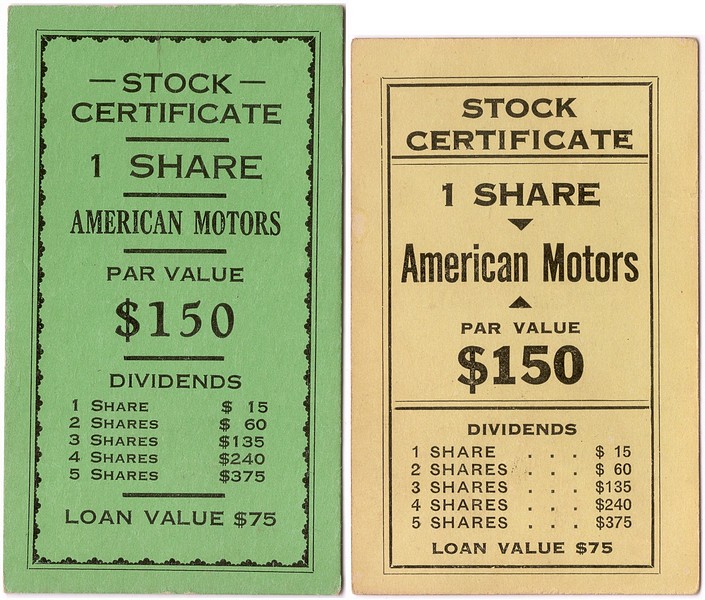 — STOCK —
CERTIFICATE
1 SHARE
AMERICAN MOTORS
PAR VALUE
$150
DIVIDENDS
1 SHARE $ 15
2 SHARES $ 60
3 SHARES $135
4 SHARES $240
5 SHARES $375
LOAN VALUE $75
STOCK
CERTIFICATE
1 SHARE
American Motors
PAR VALUE
$150
DIVIDENDS
1 SHARE . . . $ 15
2 SHARES . . . $ 60
3 SHARES . . . $135
4 SHARES . . . $240
5 SHARES . . . $375
LOAN VALUE $75